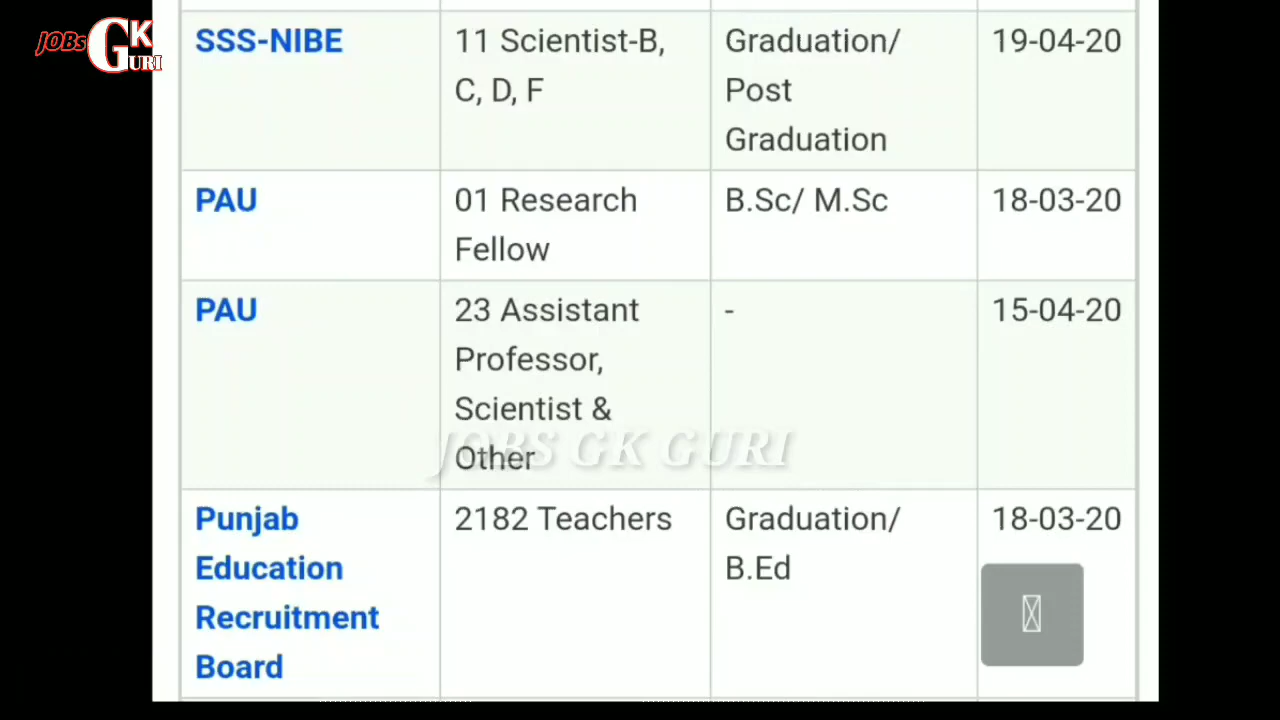 JOBs GK URI
SSS-NIBE
11 Scientist-B,
C, D, F
Graduation/
Post
Graduation
19-04-20
PAU
01 Research
Fellow
B.Sc/ M.Sc
18-03-20
PAU
23 Assistant
Professor,
Scientist &
Other
-
15-04-20
JOBS GK GURI
Punjab
Education
Recruitment
Board
2182 Teachers
Graduation/
B.Ed
18-03-20